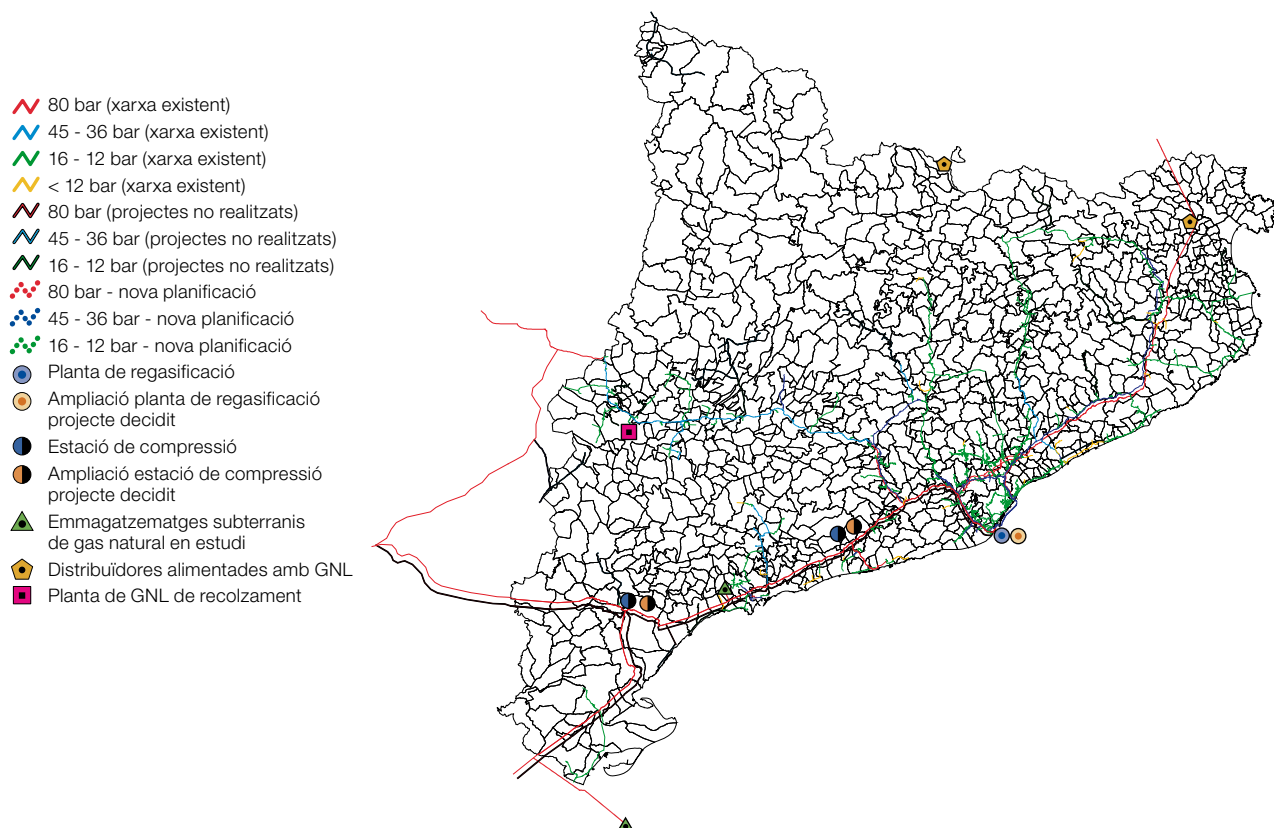 80 bar (xarxa existent)
45 - 36 bar (xarxa existent)
16 - 12 bar (xarxa existent)
< 12 bar (xarxa existent)
80 bar (projectes no realitzats)
45 - 36 bar (projectes no realitzats)
16 - 12 bar (projectes no realitzats)
80 bar - nova planificació
45 - 36 bar - nova planificació
16 - 12 bar - nova planificació
Planta de regasificació
Ampliació planta de regasificació
projecte decidit
Estació de compressió
Ampliació estació de compressió
projecte decidit
Emmagatzematges subterranis
de gas natural en estudi
Distribuïdores alimentades amb GNL
Planta de GNL de recolzament